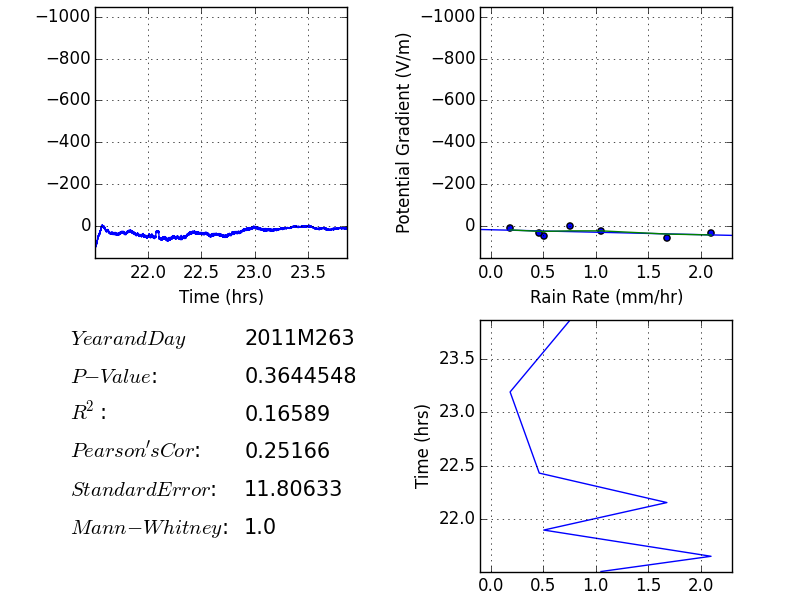 −1000
−800
−600
−400
−200
0
22.0 22.5 23.0 23.5
Time (hrs)
Potential Gradient (V/m)
−1000
−800
−600
−400
−200
0
0.0 0.5 1.0 1.5 2.0
Rain Rate (mm/hr)
YearandDay 2011M263
P−Value: 0.3644548
R² : 0.16589
Pearson'sCor: 0.25166
StandardError: 11.80633
Mann−Whitney: 1.0
Time (hrs)
23.5
23.0
22.5
22.0
0.0 0.5 1.0 1.5 2.0